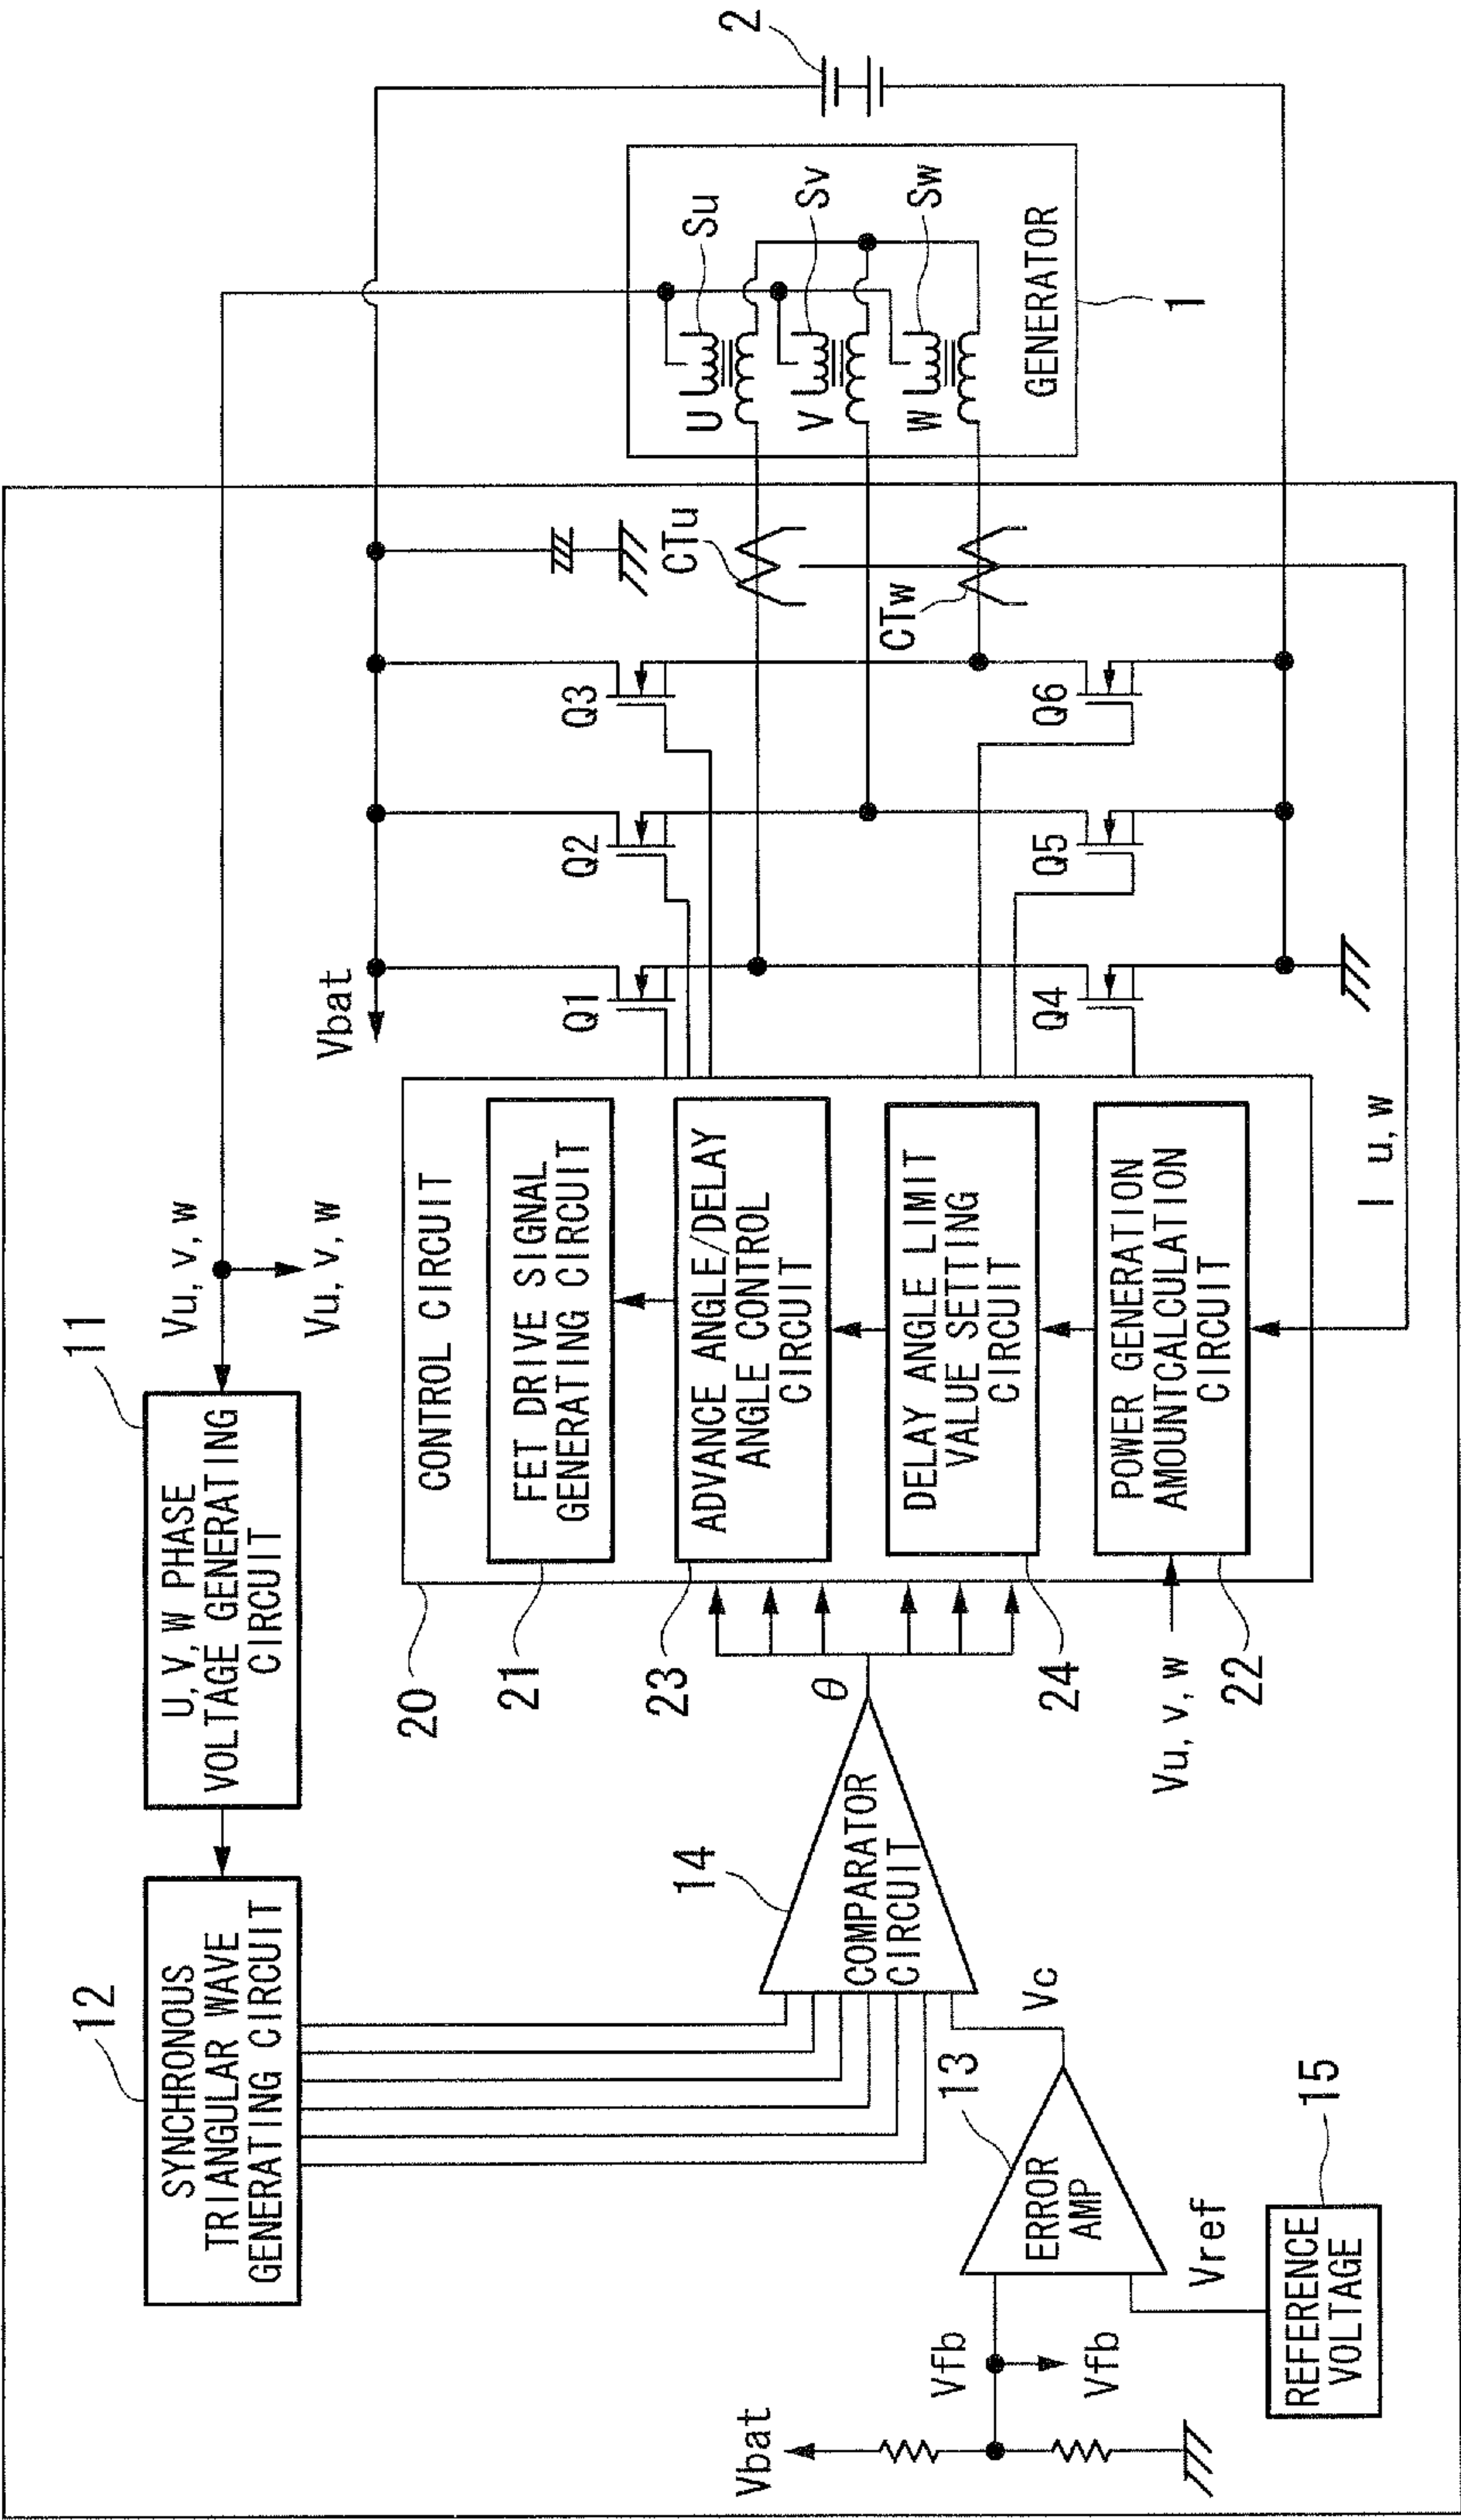 12
SYNCHRONOUS
TRIANGULAR WAVE
GENERATING CIRCUIT
11
U, V, W PHASE
VOLTAGE GENERATING
CIRCUIT
Vu, v, w
Vu, v, w
Vbat
2
Su
Sv
Sw
U
V
W
GENERATOR
1
CTu
CTw
Q1
Q2
Q3
Q4
Q5
Q6
CONTROL CIRCUIT
20
FET DRIVE SIGNAL
GENERATING CIRCUIT
21
ADVANCE ANGLE/DELAY
ANGLE CONTROL
CIRCUIT
23
DELAY ANGLE LIMIT
VALUE SETTING
CIRCUIT
24
POWER GENERATION
AMOUNTCALCULATION
CIRCUIT
22
Vu, v, w
I u, w
θ
14
COMPARATOR
CIRCUIT
Vc
13
ERROR
AMP
Vbat
Vfb
Vfb
Vref
15
REFERENCE
VOLTAGE